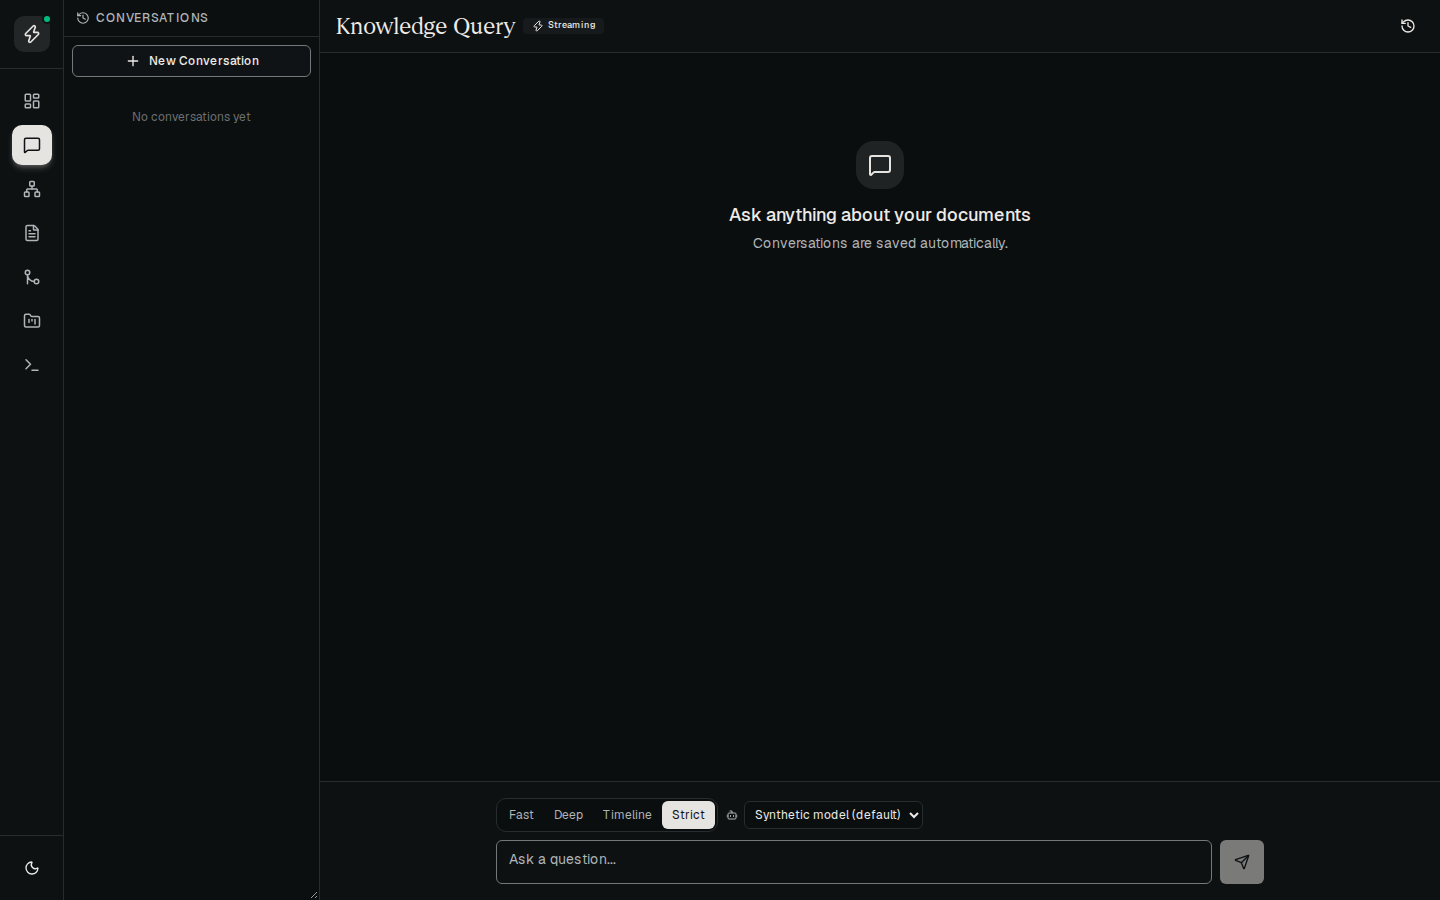 CONVERSATIONS
New Conversation
No conversations yet
Knowledge Query
Streaming
Ask anything about your documents
Conversations are saved automatically.
Fast Deep Timeline Strict Synthetic model (default)
Ask a question...